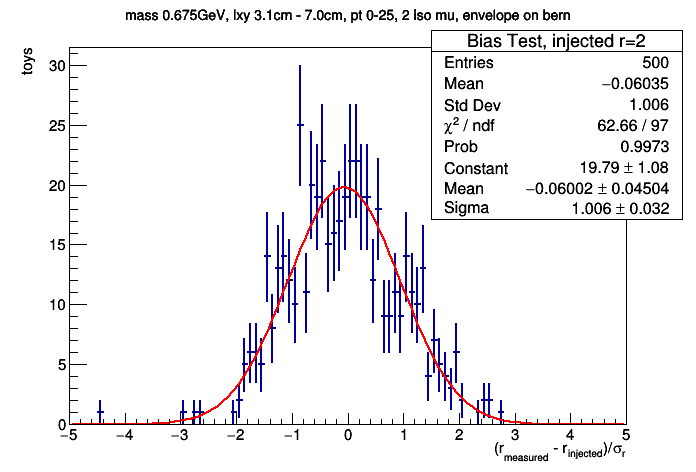 mass 0.675GeV, lxy 3.1cm - 7.0cm, pt 0-25, 2 iso mu, envelope on bern
Bias Test, injected r=2
Entries 500
Mean −0.06035
Std Dev 1.006
χ² / ndf 62.66 / 97
Prob 0.9973
Constant 19.79 ± 1.08
Mean −0.06002 ± 0.04504
Sigma 1.006 ± 0.032
toys
30
25
20
15
10
5
0
−5 −4 −3 −2 −1 0 1 2 3 4 5
(r_measured - r_injected)/σ_r